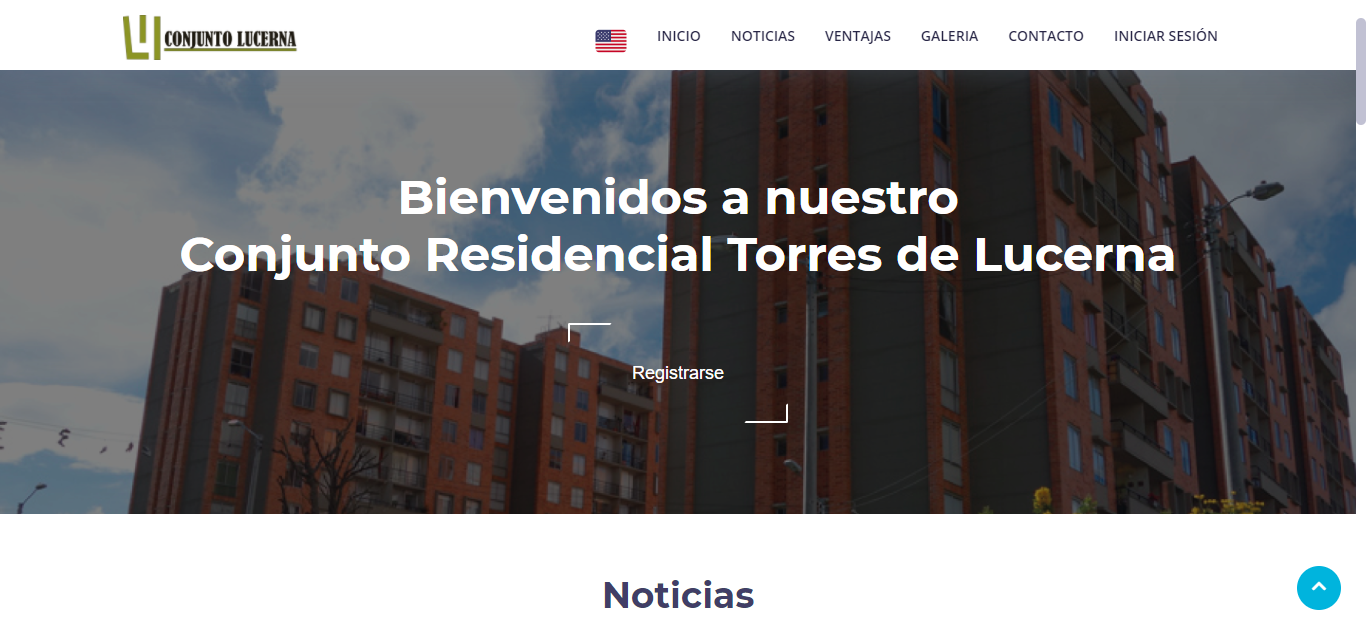 CONJUNTO LUCERNA
INICIO NOTICIAS VENTAJAS GALERIA CONTACTO INICIAR SESIÓN
Bienvenidos a nuestro
Conjunto Residencial Torres de Lucerna
Registrarse
Noticias